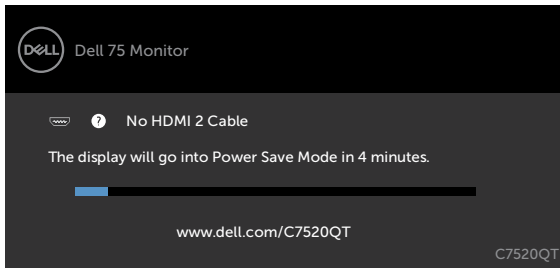 DELL
Dell 75 Monitor
? No HDMI 2 Cable
The display will go into Power Save Mode in 4 minutes.
www.dell.com/C7520QT
C7520QT